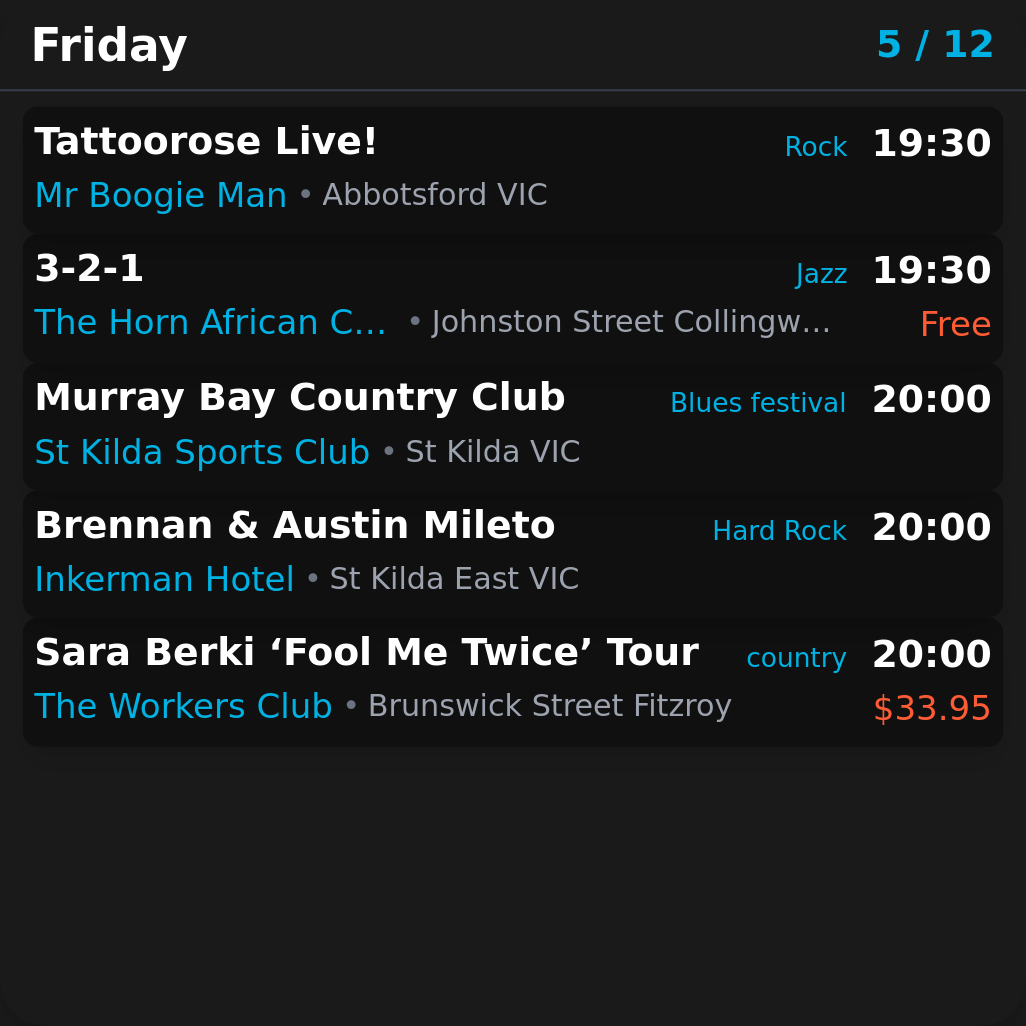 Friday 5 / 12
Tattoorose Live! Rock 19:30
Mr Boogie Man • Abbotsford VIC
3-2-1 Jazz 19:30
The Horn African C… • Johnston Street Collingw… Free
Murray Bay Country Club Blues festival 20:00
St Kilda Sports Club • St Kilda VIC
Brennan & Austin Mileto Hard Rock 20:00
Inkerman Hotel • St Kilda East VIC
Sara Berki ‘Fool Me Twice’ Tour country 20:00
The Workers Club • Brunswick Street Fitzroy $33.95